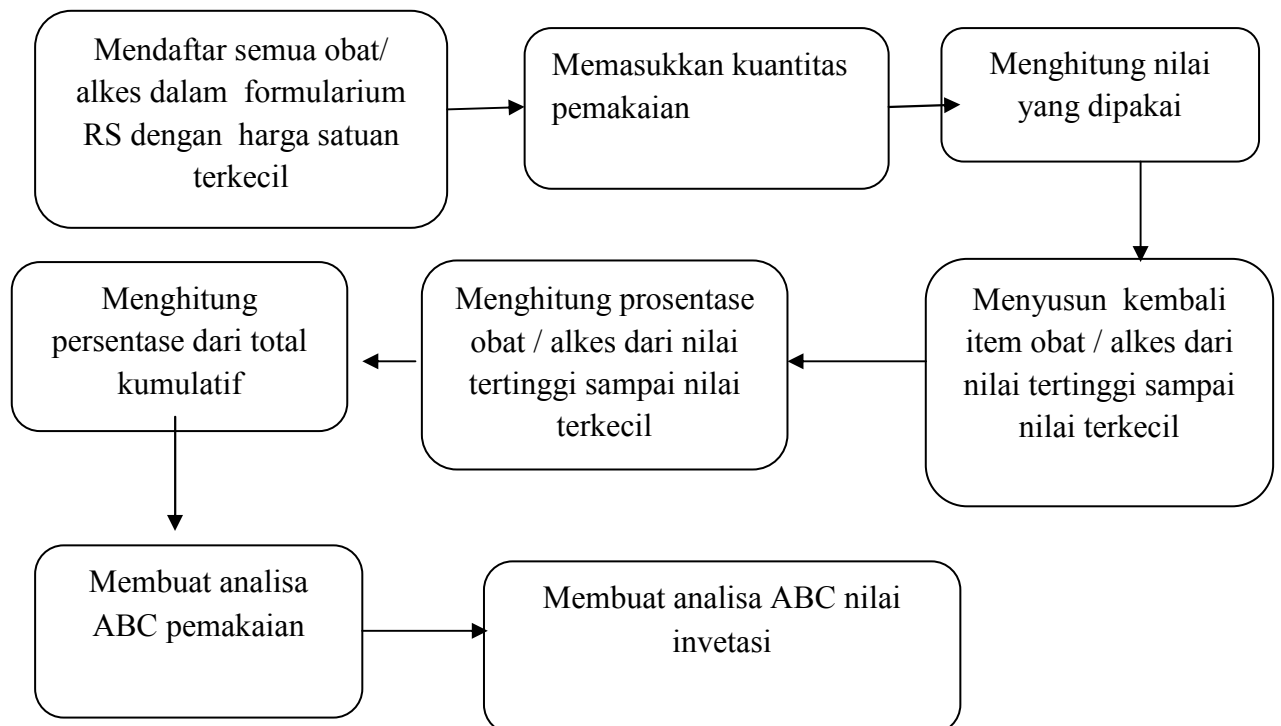 Mendaftar semua obat/
alkes dalam formularium
RS dengan harga satuan
terkecil
Memasukkan kuantitas
pemakaian
Menghitung nilai
yang dipakai
Menyusun kembali
item obat / alkes dari
nilai tertinggi sampai
nilai terkecil
Menghitung prosentase
obat / alkes dari nilai
tertinggi sampai nilai
terkecil
Menghitung
persentase dari total
kumulatif
Membuat analisa
ABC pemakaian
Membuat analisa ABC nilai
invetasi